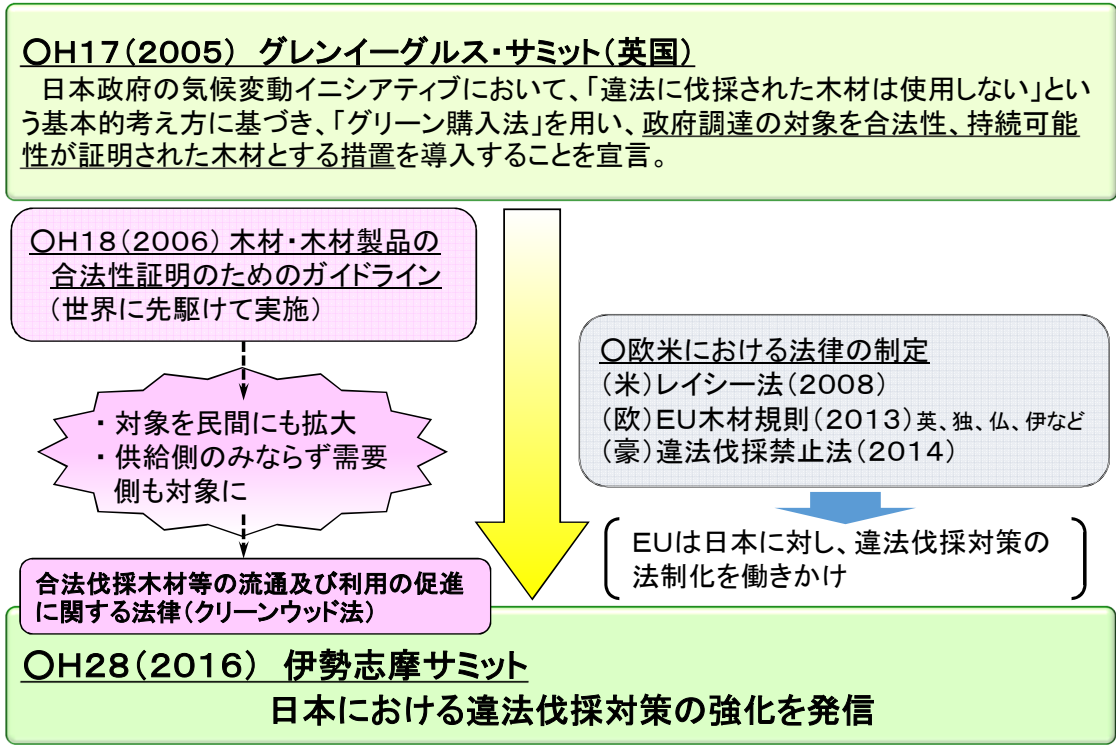 ○H17(2005) グレンイーグルス・サミット(英国)
日本政府の気候変動イニシアティブにおいて、「違法に伐採された木材は使用しない」とい
う基本的考え方に基づき、「グリーン購入法」を用い、政府調達の対象を合法性、持続可能
性が証明された木材とする措置を導入することを宣言。
○H18(2006) 木材・木材製品の
合法性証明のためのガイドライン
(世界に先駆けて実施)
・対象を民間にも拡大
・供給側のみならず需要
側も対象に
合法伐採木材等の流通及び利用の促進
に関する法律(クリーンウッド法)
○欧米における法律の制定
(米)レイシー法(2008)
(欧)EU木材規則(2013)英、独、仏、伊など
(豪)違法伐採禁止法(2014)
EUは日本に対し、違法伐採対策の
法制化を働きかけ
○H28(2016) 伊勢志摩サミット
日本における違法伐採対策の強化を発信